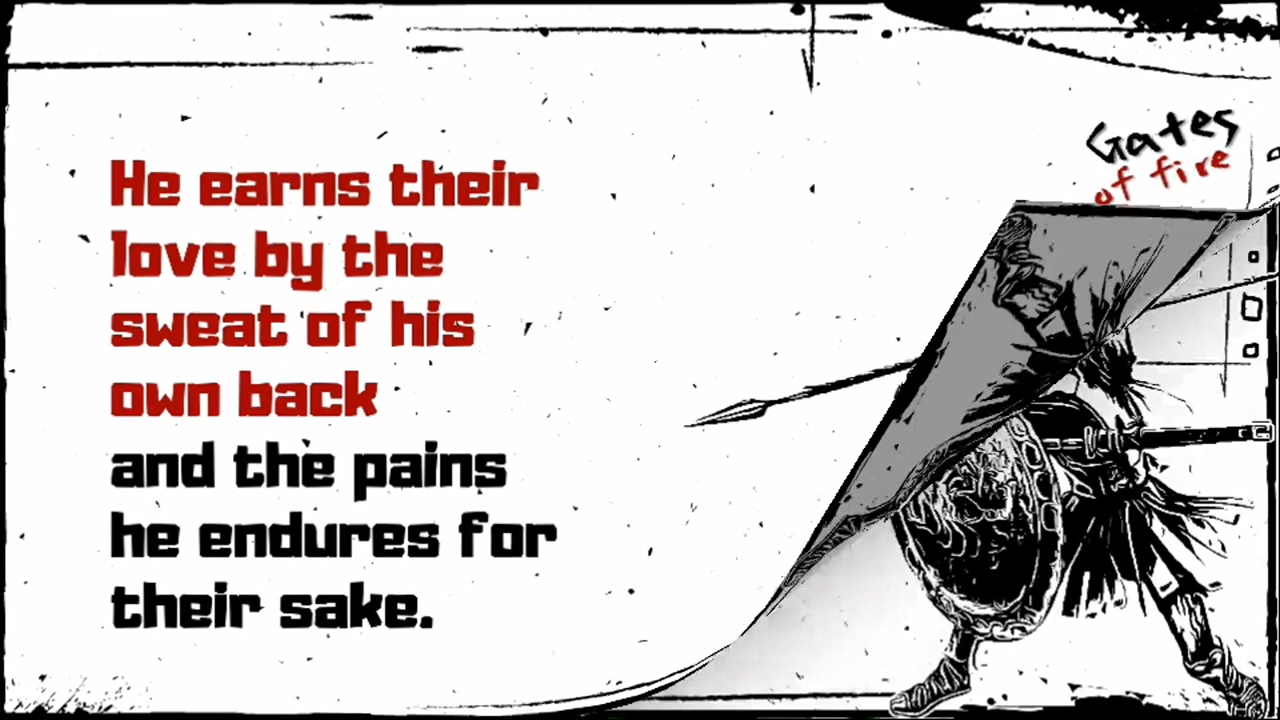 Gates
of fire
He earns their
love by the
sweat of his
own back
and the pains
he endures for
their sake.